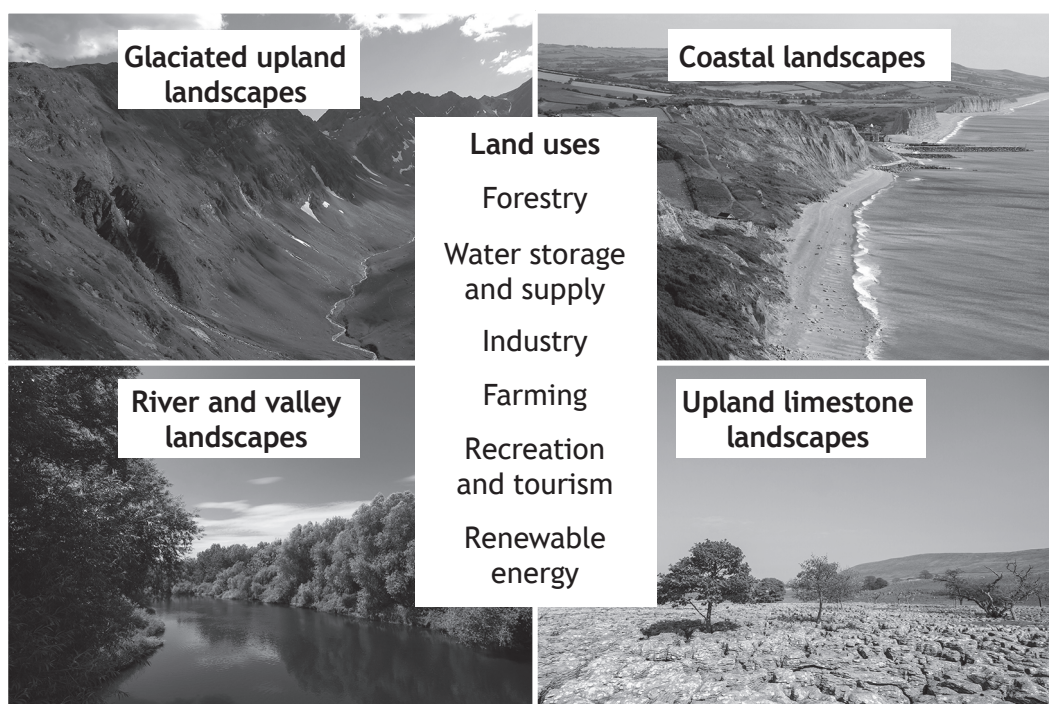 Glaciated upland
landscapes
Coastal landscapes
Land uses
Forestry
Water storage
and supply
Industry
Farming
Recreation
and tourism
Renewable
energy
River and valley
landscapes
Upland limestone
landscapes